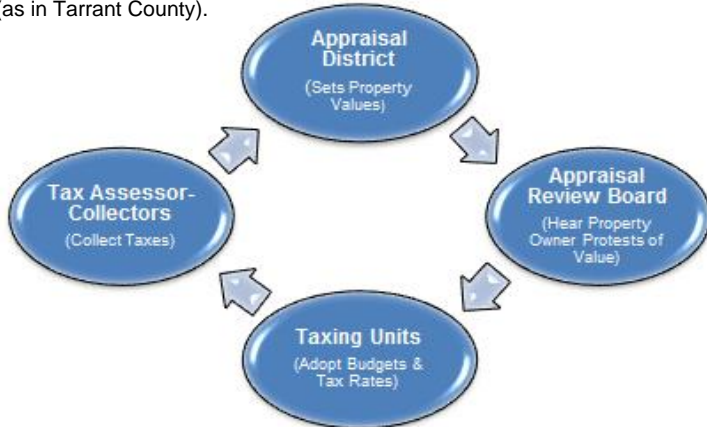 (as in Tarrant County).
Appraisal
District
(Sets Property
Values)
Appraisal
Review Board
(Hear Property
Owner Protests of
Value)
Taxing Units
(Adopt Budgets &
Tax Rates)
Tax Assessor-
Collectors
(Collect Taxes)